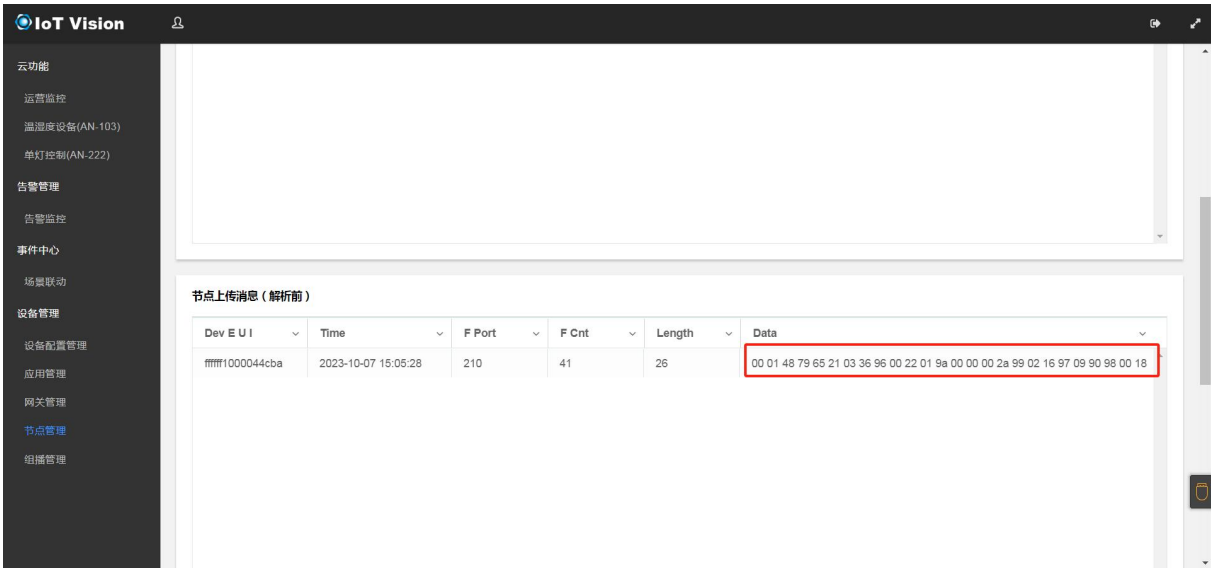 IoT Vision
云功能
运营监控
温湿度设备(AN-103)
单灯控制(AN-222)
告警管理
告警监控
事件中心
场景联动
设备管理
设备配置管理
应用管理
网关管理
节点管理
组播管理
节点上传消息（解析前）
Dev E U I Time F Port F Cnt Length Data
ffffff1000044cba 2023-10-07 15:05:28 210 41 26 00 01 48 79 65 21 03 36 96 00 22 01 9a 00 00 00 2a 99 02 16 97 09 90 98 00 18